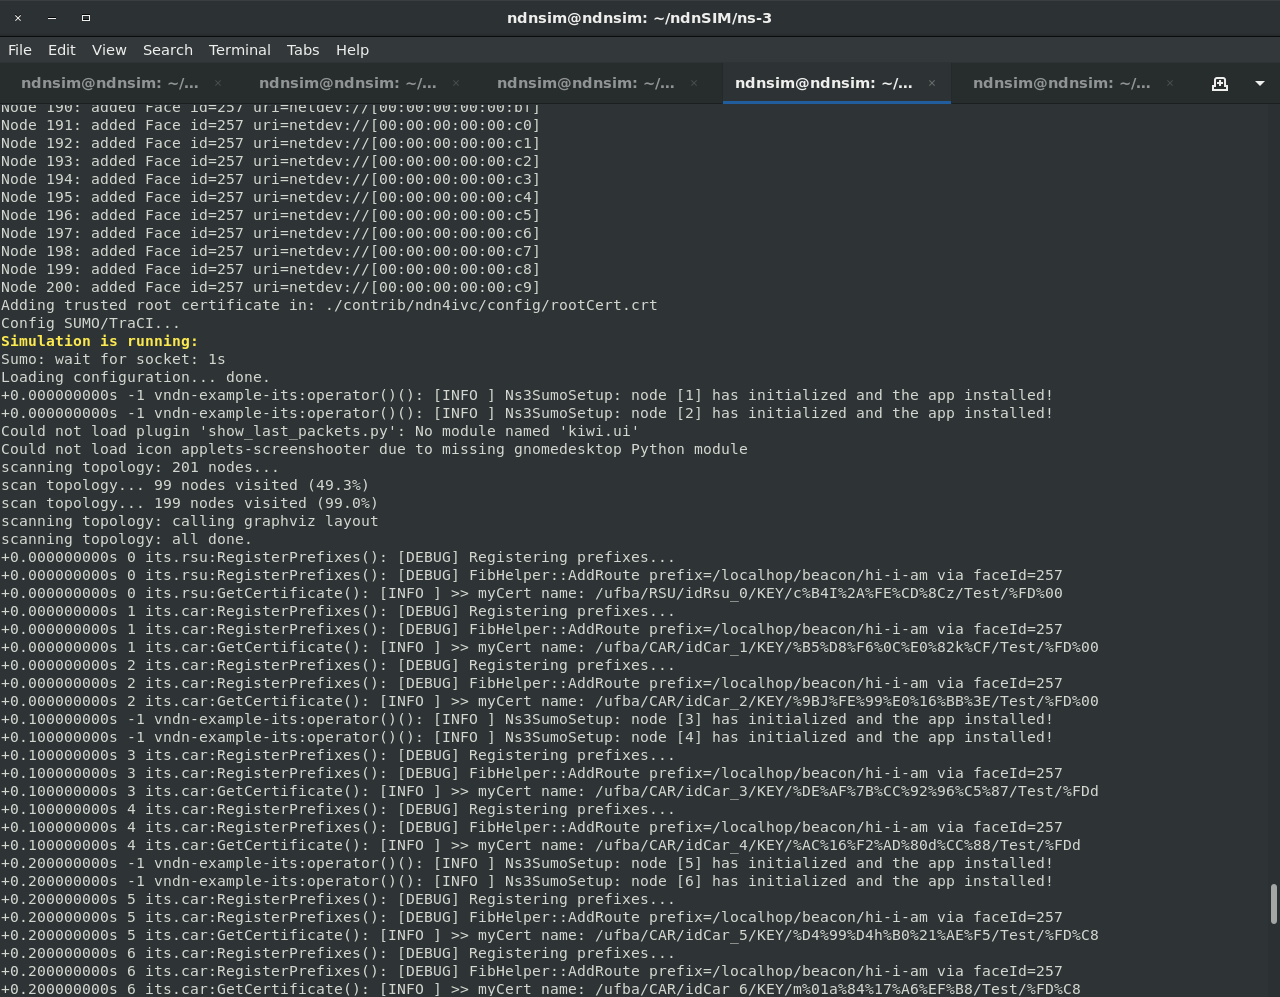 ndnsim@ndnsim: ~/ndnSIM/ns-3
File Edit View Search Terminal Tabs Help
ndnsim@ndnsim: ~/... ndnsim@ndnsim: ~/... ndnsim@ndnsim: ~/... ndnsim@ndnsim: ~/... ndnsim@ndnsim: ~/...
Node 190: added Face id=257 uri=netdev://[00:00:00:00:00:bf]
Node 191: added Face id=257 uri=netdev://[00:00:00:00:00:c0]
Node 192: added Face id=257 uri=netdev://[00:00:00:00:00:c1]
Node 193: added Face id=257 uri=netdev://[00:00:00:00:00:c2]
Node 194: added Face id=257 uri=netdev://[00:00:00:00:00:c3]
Node 195: added Face id=257 uri=netdev://[00:00:00:00:00:c4]
Node 196: added Face id=257 uri=netdev://[00:00:00:00:00:c5]
Node 197: added Face id=257 uri=netdev://[00:00:00:00:00:c6]
Node 198: added Face id=257 uri=netdev://[00:00:00:00:00:c7]
Node 199: added Face id=257 uri=netdev://[00:00:00:00:00:c8]
Node 200: added Face id=257 uri=netdev://[00:00:00:00:00:c9]
Adding trusted root certificate in: ./contrib/ndn4ivc/config/rootCert.crt
Config SUMO/TraCI...
Simulation is running:
Sumo: wait for socket: 1s
Loading configuration... done.
+0.000000000s -1 vndn-example-its:operator()(): [INFO ] Ns3SumoSetup: node [1] has initialized and the app installed!
+0.000000000s -1 vndn-example-its:operator()(): [INFO ] Ns3SumoSetup: node [2] has initialized and the app installed!
Could not load plugin 'show_last_packets.py': No module named 'kiwi.ui'
Could not load icon applets-screenshooter due to missing gnomedesktop Python module
scanning topology: 201 nodes...
scan topology... 99 nodes visited (49.3%)
scan topology... 199 nodes visited (99.0%)
scanning topology: calling graphviz layout
scanning topology: all done.
+0.000000000s 0 its.rsu:RegisterPrefixes(): [DEBUG] Registering prefixes...
+0.000000000s 0 its.rsu:RegisterPrefixes(): [DEBUG] FibHelper::AddRoute prefix=/localhop/beacon/hi-i-am via faceId=257
+0.000000000s 0 its.rsu:GetCertificate(): [INFO ] >> myCert name: /ufba/RSU/idRsu_0/KEY/c%B4I%2A%FE%CD%8Cz/Test/%FD%00
+0.000000000s 1 its.car:RegisterPrefixes(): [DEBUG] Registering prefixes...
+0.000000000s 1 its.car:RegisterPrefixes(): [DEBUG] FibHelper::AddRoute prefix=/localhop/beacon/hi-i-am via faceId=257
+0.000000000s 1 its.car:GetCertificate(): [INFO ] >> myCert name: /ufba/CAR/idCar_1/KEY/%B5%D8%F6%0C%E0%82k%CF/Test/%FD%00
+0.000000000s 2 its.car:RegisterPrefixes(): [DEBUG] Registering prefixes...
+0.000000000s 2 its.car:RegisterPrefixes(): [DEBUG] FibHelper::AddRoute prefix=/localhop/beacon/hi-i-am via faceId=257
+0.000000000s 2 its.car:GetCertificate(): [INFO ] >> myCert name: /ufba/CAR/idCar_2/KEY/%9BJ%FE%99%E0%16%BB%3E/Test/%FD%00
+0.100000000s -1 vndn-example-its:operator()(): [INFO ] Ns3SumoSetup: node [3] has initialized and the app installed!
+0.100000000s -1 vndn-example-its:operator()(): [INFO ] Ns3SumoSetup: node [4] has initialized and the app installed!
+0.100000000s 3 its.car:RegisterPrefixes(): [DEBUG] Registering prefixes...
+0.100000000s 3 its.car:RegisterPrefixes(): [DEBUG] FibHelper::AddRoute prefix=/localhop/beacon/hi-i-am via faceId=257
+0.100000000s 3 its.car:GetCertificate(): [INFO ] >> myCert name: /ufba/CAR/idCar_3/KEY/%DE%AF%7B%CC%92%96%C5%87/Test/%FDd
+0.100000000s 4 its.car:RegisterPrefixes(): [DEBUG] Registering prefixes...
+0.100000000s 4 its.car:RegisterPrefixes(): [DEBUG] FibHelper::AddRoute prefix=/localhop/beacon/hi-i-am via faceId=257
+0.100000000s 4 its.car:GetCertificate(): [INFO ] >> myCert name: /ufba/CAR/idCar_4/KEY/%AC%16%F2%AD%80d%CC%88/Test/%FDd
+0.200000000s -1 vndn-example-its:operator()(): [INFO ] Ns3SumoSetup: node [5] has initialized and the app installed!
+0.200000000s -1 vndn-example-its:operator()(): [INFO ] Ns3SumoSetup: node [6] has initialized and the app installed!
+0.200000000s 5 its.car:RegisterPrefixes(): [DEBUG] Registering prefixes...
+0.200000000s 5 its.car:RegisterPrefixes(): [DEBUG] FibHelper::AddRoute prefix=/localhop/beacon/hi-i-am via faceId=257
+0.200000000s 5 its.car:GetCertificate(): [INFO ] >> myCert name: /ufba/CAR/idCar_5/KEY/%D4%99%D4h%B0%21%AE%F5/Test/%FD%C8
+0.200000000s 6 its.car:RegisterPrefixes(): [DEBUG] Registering prefixes...
+0.200000000s 6 its.car:RegisterPrefixes(): [DEBUG] FibHelper::AddRoute prefix=/localhop/beacon/hi-i-am via faceId=257
+0.200000000s 6 its.car:GetCertificate(): [INFO ] >> myCert name: /ufba/CAR/idCar_6/KEY/m%01a%84%17%A6%EF%B8/Test/%FD%C8